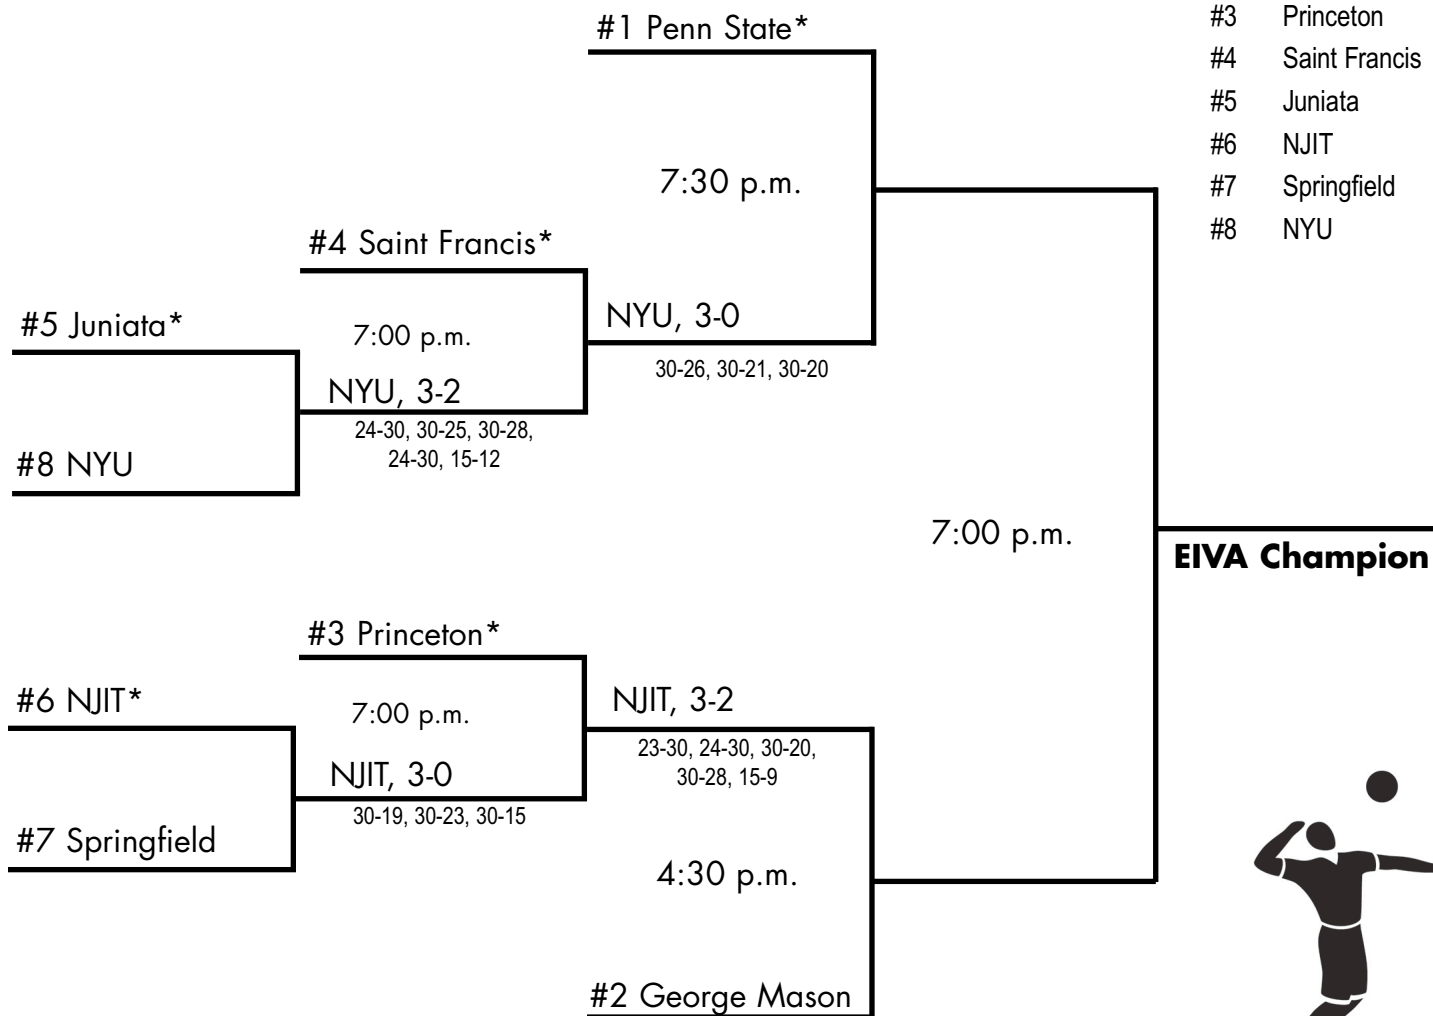 #1 Penn State*
7:30 p.m.
#4 Saint Francis*
#5 Juniata*
7:00 p.m.
NYU, 3-0
30-26, 30-21, 30-20
NYU, 3-2
24-30, 30-25, 30-28,
24-30, 15-12
#8 NYU
7:00 p.m.
EIVA Champion
#3 Princeton*
#6 NJIT*
7:00 p.m.
NJIT, 3-2
23-30, 24-30, 30-20,
30-28, 15-9
NJIT, 3-0
30-19, 30-23, 30-15
#7 Springfield
4:30 p.m.
#2 George Mason
#3 Princeton
#4 Saint Francis
#5 Juniata
#6 NJIT
#7 Springfield
#8 NYU